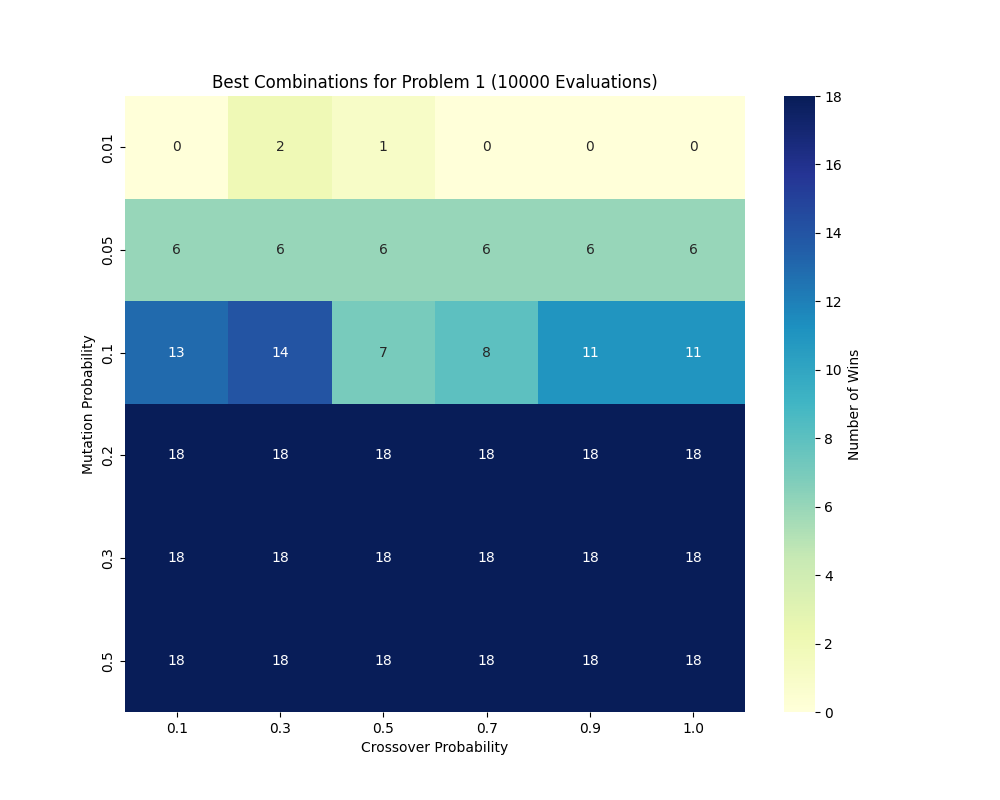 Best Combinations for Problem 1 (10000 Evaluations)
Mutation Probability
0.01 0 2 1 0 0 0
0.05 6 6 6 6 6 6
0.1 13 14 7 8 11 11
0.2 18 18 18 18 18 18
0.3 18 18 18 18 18 18
0.5 18 18 18 18 18 18
0.1 0.3 0.5 0.7 0.9 1.0
Crossover Probability
18
16
14
12
10
8
6
4
2
0
Number of Wins